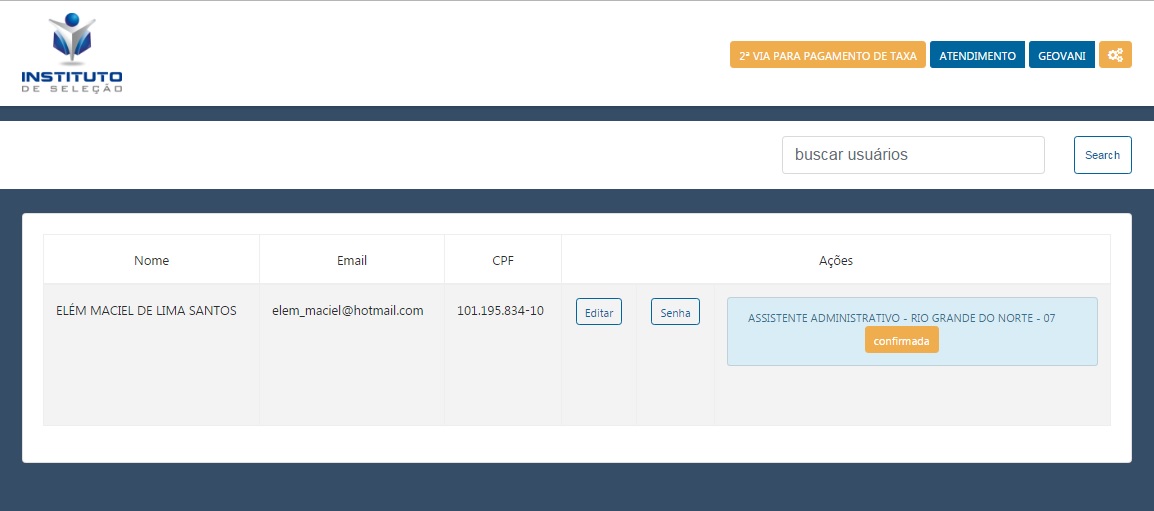 INSTITUTO
DE SELEÇÃO
2ª VIA PARA PAGAMENTO DE TAXA ATENDIMENTO GEOVANI
buscar usuários Search
Nome Email CPF Ações
ELÉM MACIEL DE LIMA SANTOS elem_maciel@hotmail.com 101.195.834-10 Editar Senha ASSISTENTE ADMINISTRATIVO - RIO GRANDE DO NORTE - 07
confirmada